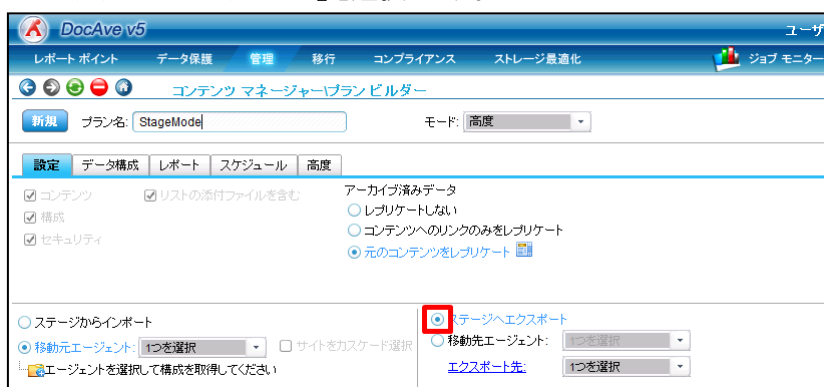 DocAve v5
ユーザ
レポート ポイント データ保護 管理 移行 コンプライアンス ストレージ最適化 ジョブ モニター
コンテンツ マネージャー\プラン ビルダー
新規 プラン名: StageMode モード: 高度
設定 データ構成 レポート スケジュール 高度
コンテンツ リストの添付ファイルを含む アーカイブ済みデータ
構成 レプリケートしない
セキュリティ コンテンツへのリンクのみをレプリケート
元のコンテンツをレプリケート
ステージからインポート ステージへエクスポート
移動元エージェント: 1つを選択 サイトをカスケード選択 移動先エージェント: 1つを選択
エージェントを選択して構成を取得してください エクスポート先: 1つを選択